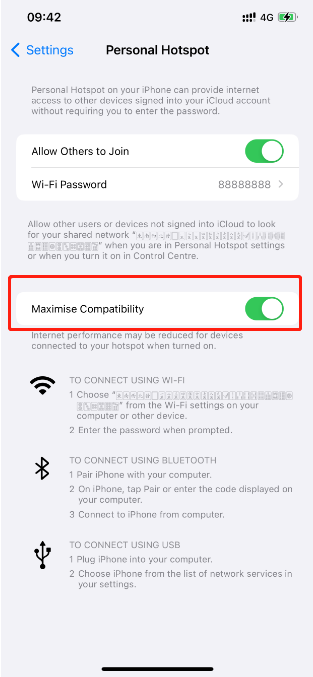 09:42
4G
Settings
Personal Hotspot
Personal Hotspot on your iPhone can provide internet
access to other devices signed into your iCloud account
without requiring you to enter the password.
Allow Others to Join
Wi-Fi Password 88888888
Allow other users or devices not signed into iCloud to look
for your shared network “
” when you are in Personal Hotspot settings
or when you turn it on in Control Centre.
Maximise Compatibility
Internet performance may be reduced for devices
connected to your hotspot when turned on.
TO CONNECT USING WI-FI
1 Choose “
” from the Wi-Fi settings on your
computer or other device.
2 Enter the password when prompted.
TO CONNECT USING BLUETOOTH
1 Pair iPhone with your computer.
2 On iPhone, tap Pair or enter the code displayed on
your computer.
3 Connect to iPhone from computer.
TO CONNECT USING USB
1 Plug iPhone into your computer.
2 Choose iPhone from the list of network services in
your settings.